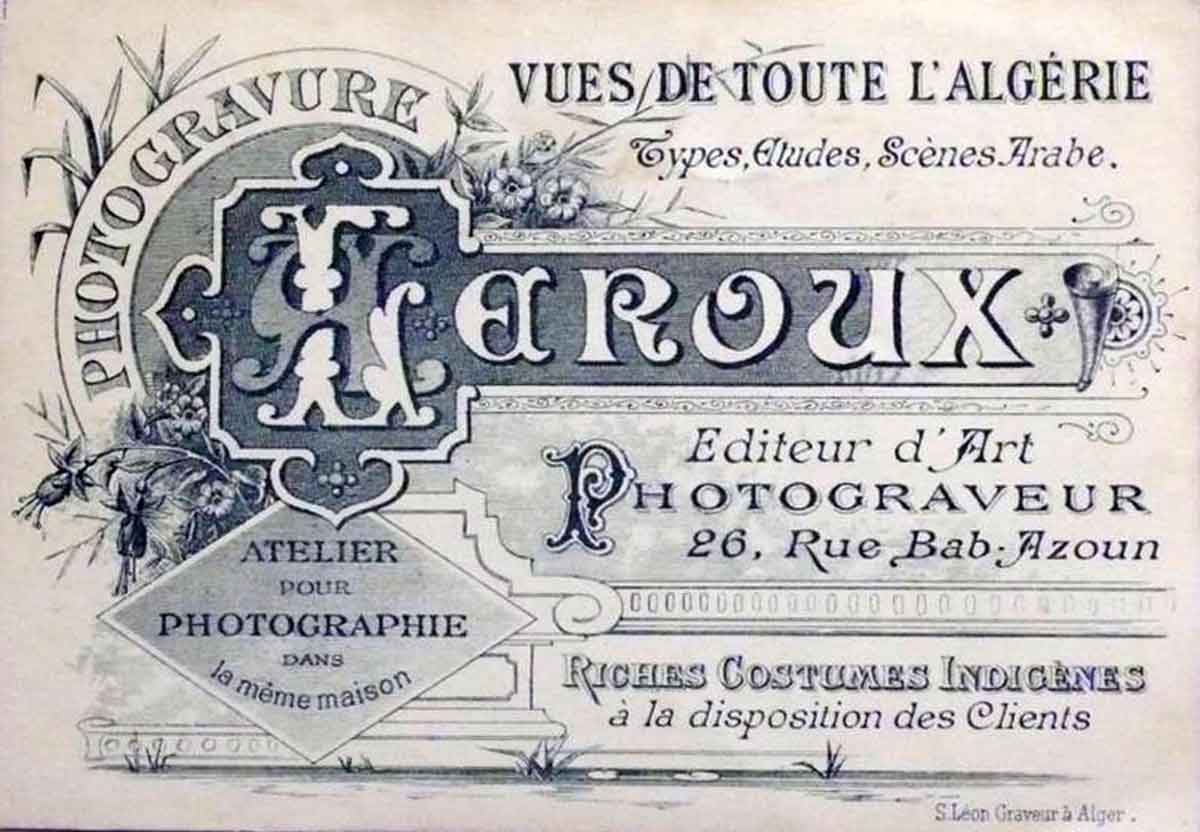 PHOTOGRAVURE
VUES DE TOUTE L'ALGÉRIE
Types, Etudes, Scènes Arabe.
A LEROUX
Editeur d'Art
PHOTOGRAVEUR
26, Rue Bab-Azoun
ATELIER
POUR
PHOTOGRAPHIE
DANS
la même maison
RICHES COSTUMES INDIGÈNES
à la disposition des Clients
S. Léon Graveur à Alger.